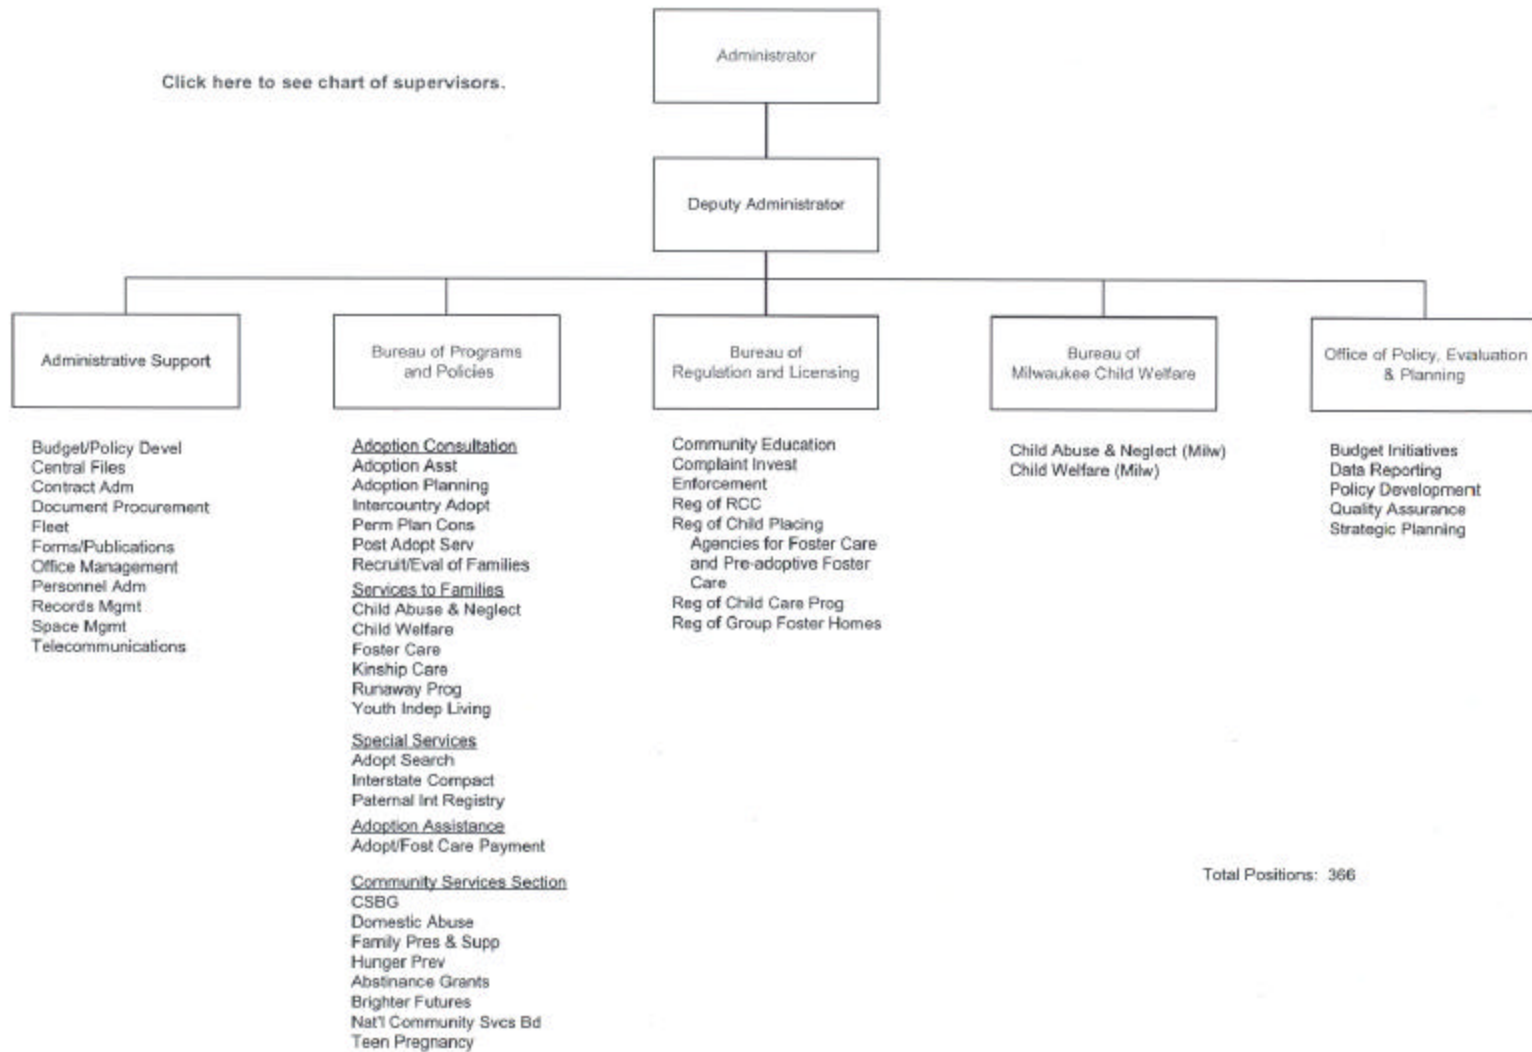 Click here to see chart of supervisors.
Administrator
Deputy Administrator
Administrative Support
Budget/Policy Devel
Central Files
Contract Adm
Document Procurement
Fleet
Forms/Publications
Office Management
Personnel Adm
Records Mgmt
Space Mgmt
Telecommunications
Bureau of Programs
and Policies
Adoption Consultation
Adoption Asst
Adoption Planning
Intercountry Adopt
Perm Plan Cons
Post Adopt Serv
Recruit/Eval of Families
Services to Families
Child Abuse & Neglect
Child Welfare
Foster Care
Kinship Care
Runaway Prog
Youth Indep Living
Special Services
Adopt Search
Interstate Compact
Paternal Int Registry
Adoption Assistance
Adopt/Fost Care Payment
Community Services Section
CSBG
Domestic Abuse
Family Pres & Supp
Hunger Prev
Abstinance Grants
Brighter Futures
Nat'l Community Svcs Bd
Teen Pregnancy
Bureau of
Regulation and Licensing
Community Education
Complaint Invest
Enforcement
Reg of RCC
Reg of Child Placing
Agencies for Foster Care
and Pre-adoptive Foster
Care
Reg of Child Care Prog
Reg of Group Foster Homes
Bureau of
Milwaukee Child Welfare
Child Abuse & Neglect (Milw)
Child Welfare (Milw)
Office of Policy, Evaluation
& Planning
Budget Initiatives
Data Reporting
Policy Development
Quality Assurance
Strategic Planning
Total Positions: 366